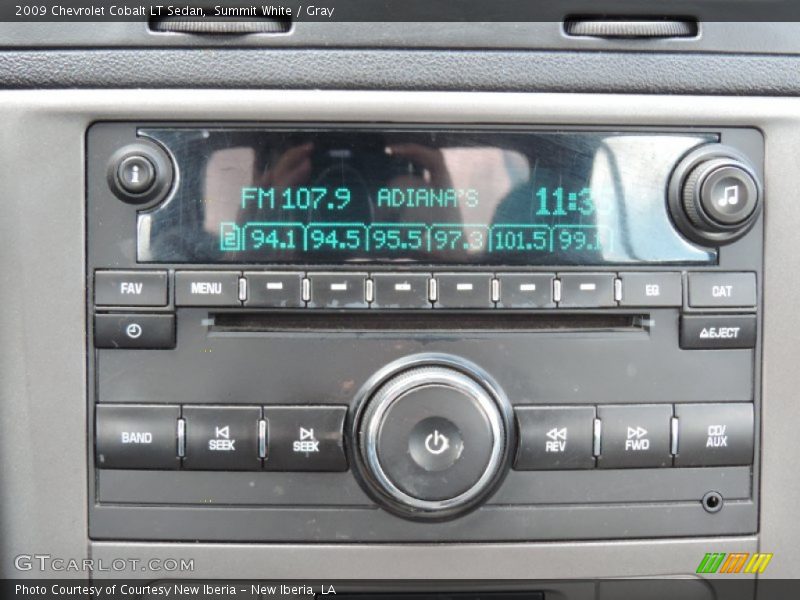 2009 Chevrolet Cobalt LT Sedan, Summit White / Gray
i
FM 107.9 ADIANA'S
2 94.1 94.5 95.5 97.3 101.5
FAV MENU EQ CAT
EJECT
BAND SEEK SEEK REV FWD CD/AUX
GTCARLOT.COM
Photo Courtesy of Courtesy New Iberia - New Iberia, LA